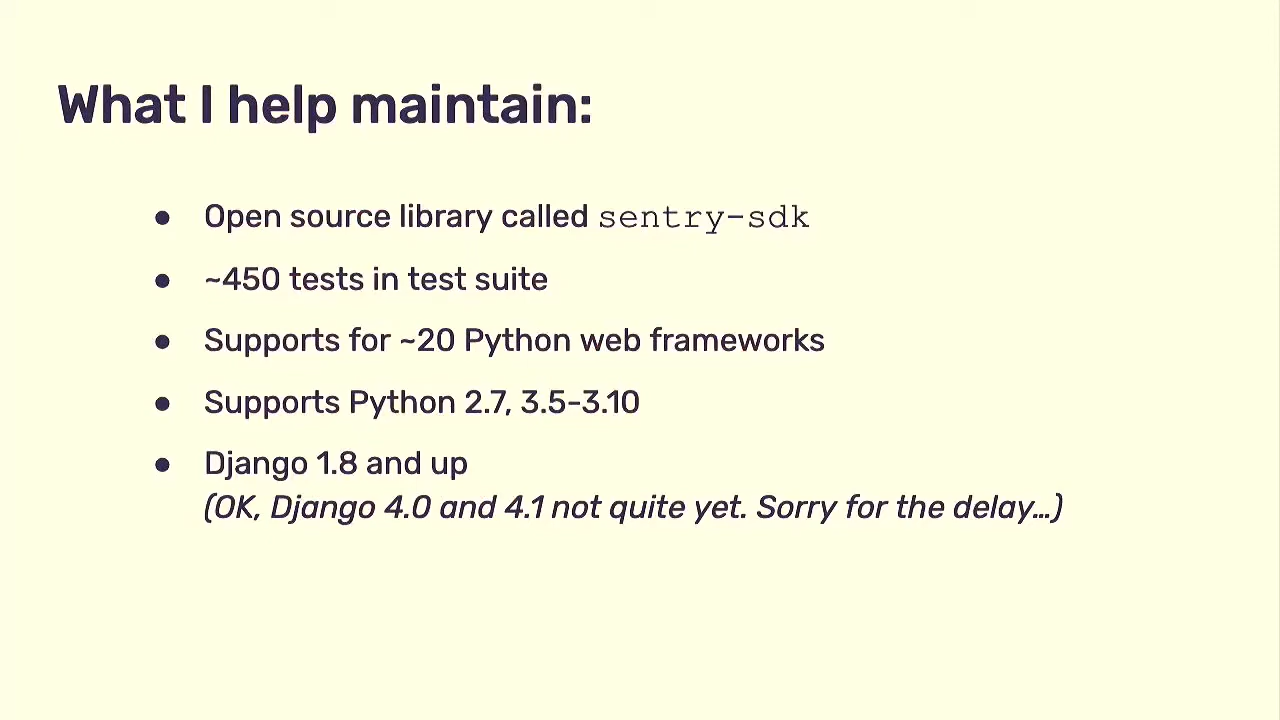 What I help maintain:
● Open source library called sentry-sdk
● ~450 tests in test suite
● Supports for ~20 Python web frameworks
● Supports Python 2.7, 3.5-3.10
● Django 1.8 and up
(OK, Django 4.0 and 4.1 not quite yet. Sorry for the delay…)